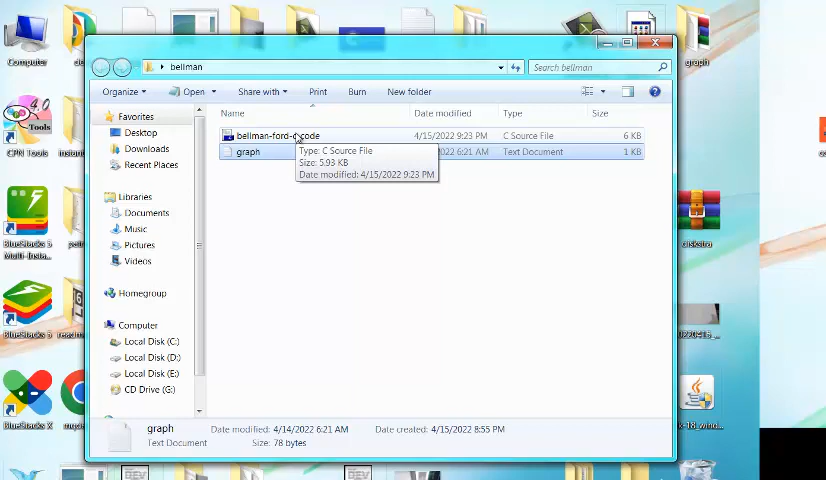 bellman
Search bellman
Organize
Open
Share with
Print
Burn
New folder
Favorites
Desktop
Downloads
Recent Places
Libraries
Documents
Music
Pictures
Videos
Homegroup
Computer
Local Disk (C:)
Local Disk (D:)
Local Disk (E:)
CD Drive (G:)
Name
Date modified
Type
Size
4/15/2022 9:23 PM
C Source File
6 KB
graph
6:21 AM
Text Document
1 KB
Type: C Source File
Size: 5.93 KB
Date modified: 4/15/2022 9:23 PM
graph
Date modified: 4/14/2022 6:21 AM
Date created: 4/15/2022 8:55 PM
Text Document
Size: 78 bytes
Computer
4.0
Tools
CPN Tools
BlueStacks 5
Multi-Insta...
BlueStacks 5
BlueStacks X
graph
DEV
DEV